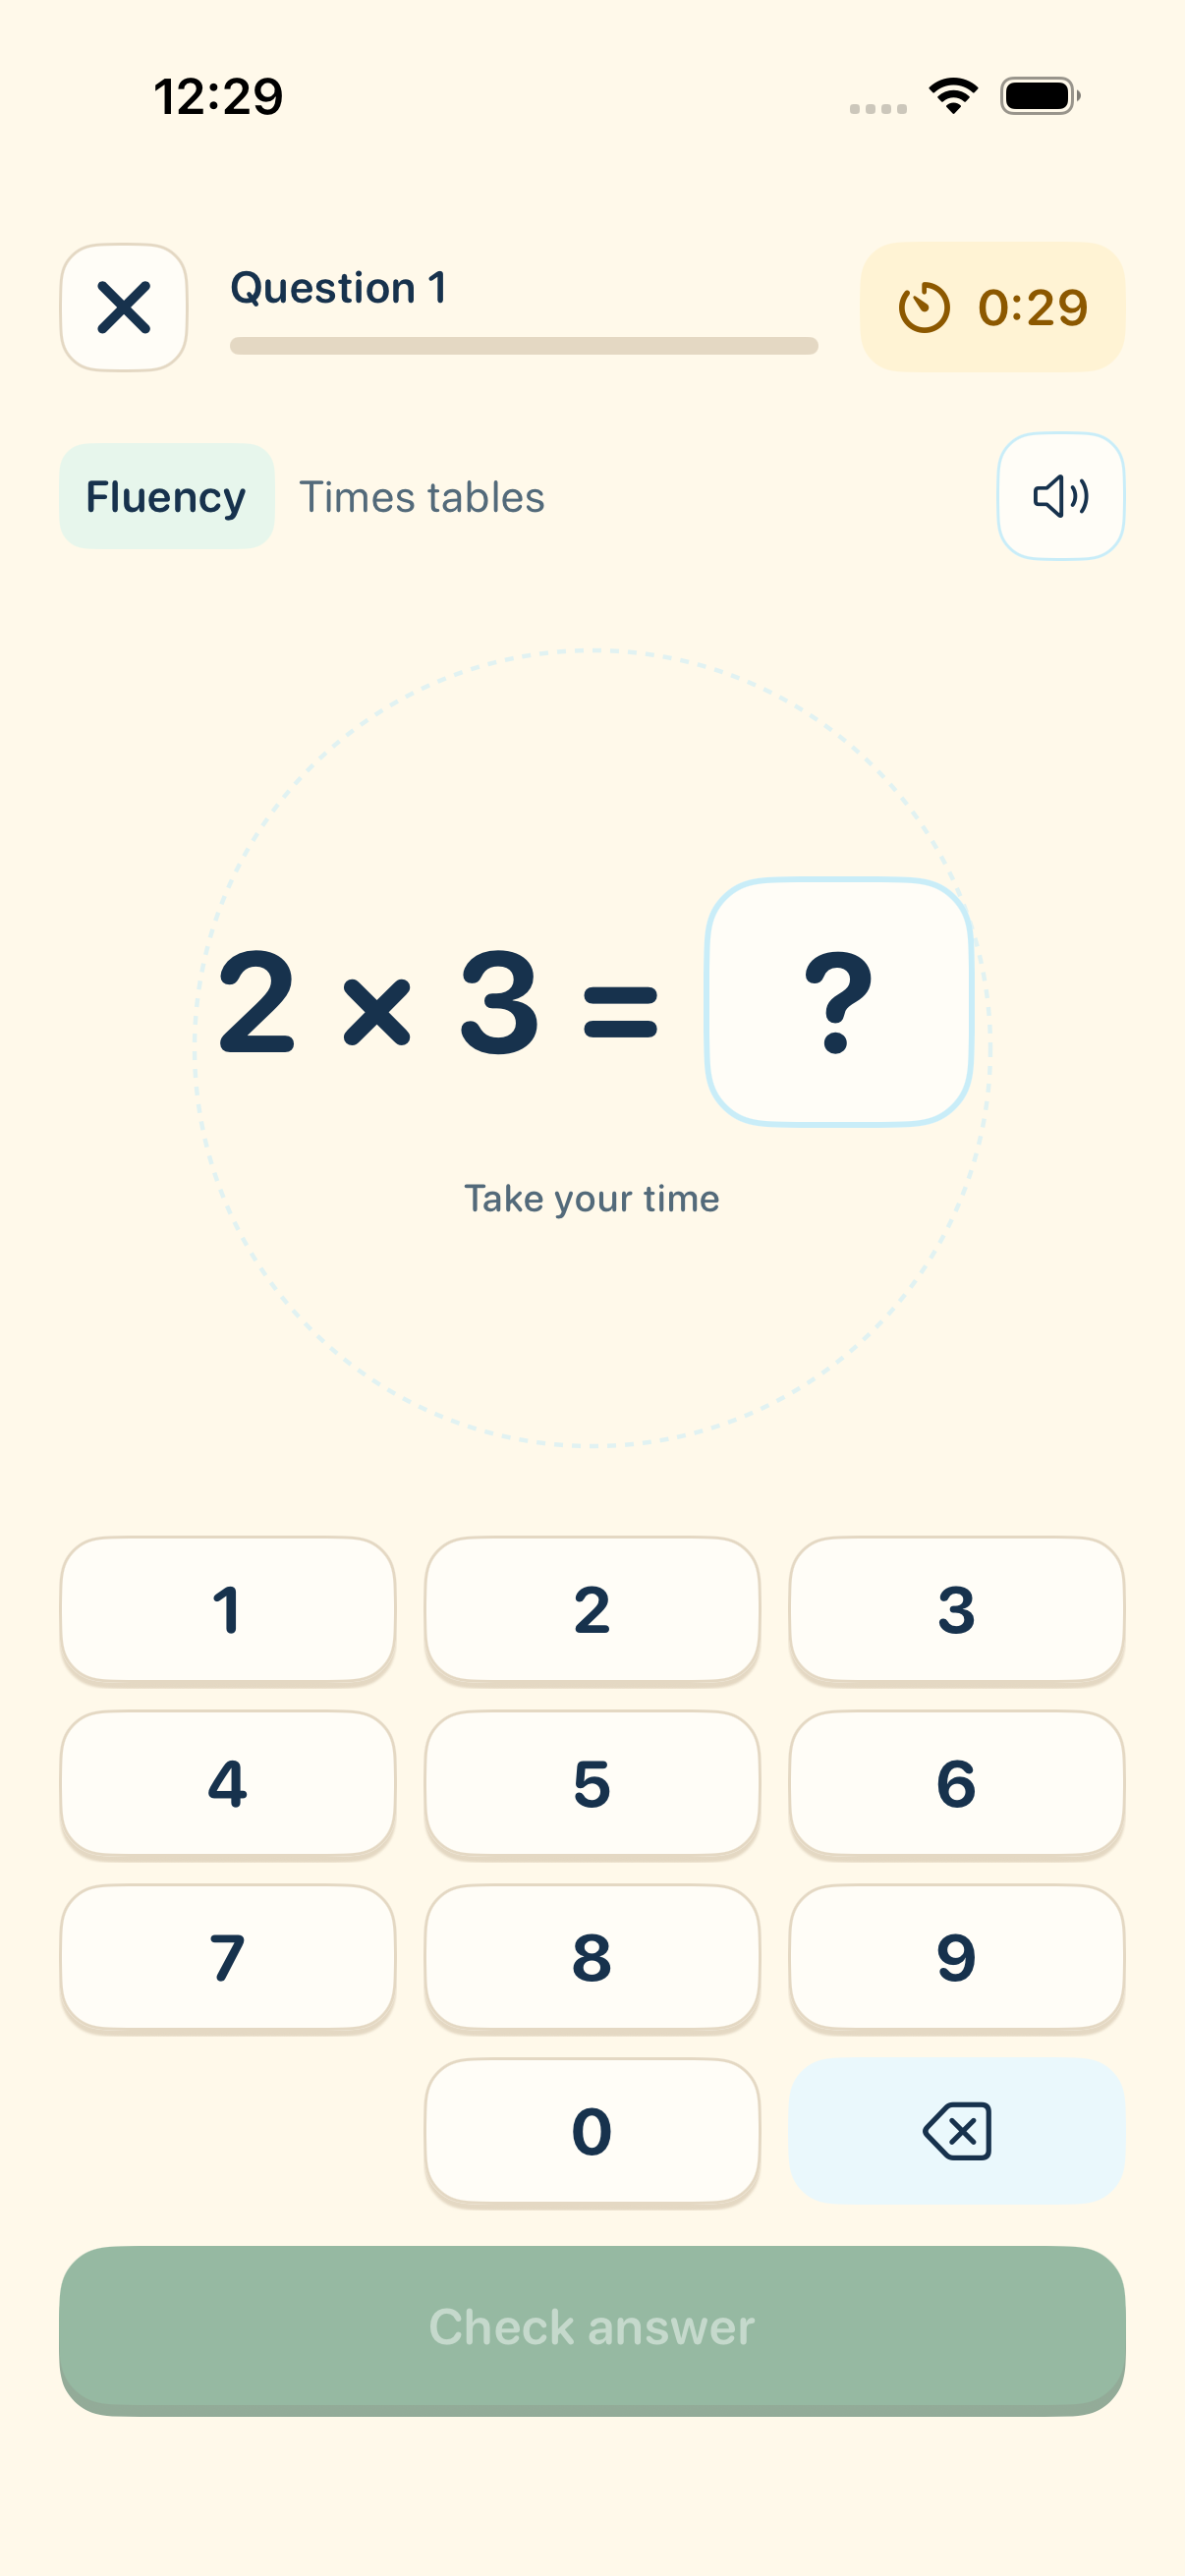 12:29
Question 1
0:29
Fluency Times tables
2 × 3 = ?
Take your time
1 2 3
4 5 6
7 8 9
0
Check answer